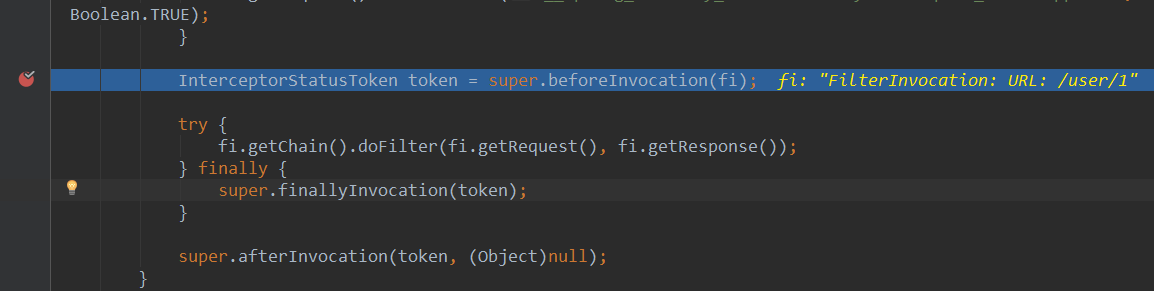 Boolean.TRUE);
}
InterceptorStatusToken token = super.beforeInvocation(fi); fi: "FilterInvocation: URL: /user/1"
try {
fi.getChain().doFilter(fi.getRequest(), fi.getResponse());
} finally {
super.finallyInvocation(token);
}
super.afterInvocation(token, (Object)null);
}